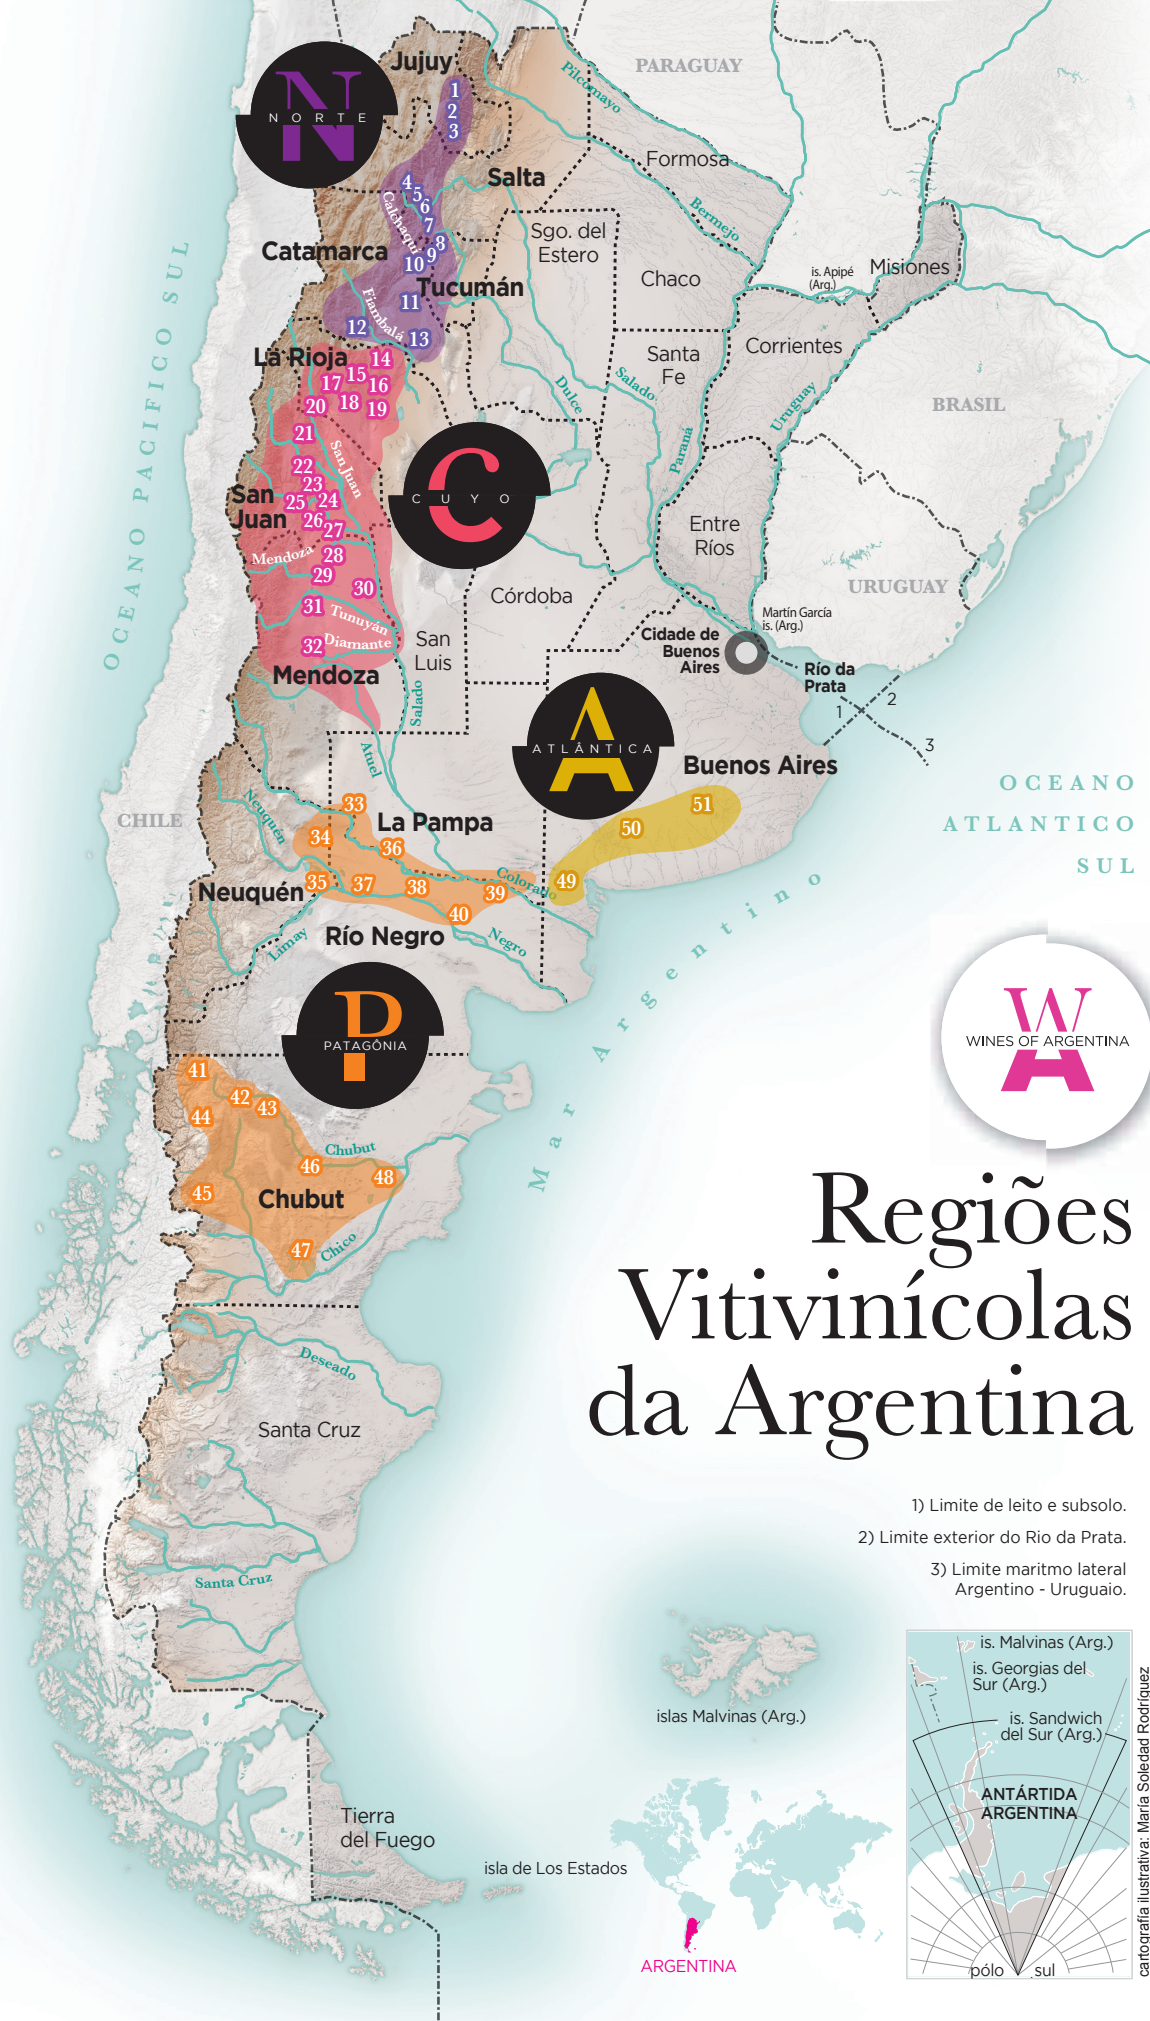 Jujuy
N
NORTE
1
2
3
PARAGUAY
Pilcomayo
Formosa
Salta
4
5
6
7
8
9
10
Calchaquí
Bermejo
Catamarca
Sgo. del
Estero
Chaco
is. Apipé
(Arg.)
Misiones
Tucumán
11
Fiambalá
12
13
La Rioja
14
15
16
17
18
19
20
Santa
Fe
Corrientes
Salado
Dulce
Uruguay
BRASIL
Paraná
OCEANO PACIFICO SUL
21
San Juan
22
23
24
25
26
27
San
Juan
C
CUYO
Entre
Ríos
Mendoza
28
29
30
31
Tunuyán
32
Diamante
Mendoza
Córdoba
URUGUAY
San
Luis
Martín García
is. (Arg.)
Cidade de
Buenos
Aires
Río da
Prata
1
2
3
Salado
Atuel
A
ATLÂNTICA
Buenos Aires
OCEANO
ATLANTICO
SUL
CHILE
Neuquén
33
34
La Pampa
36
51
50
49
Neuquén
35
37
38
39
Colorado
40
Limay
Río Negro
Negro
Mar Argentino
P
PATAGÔNIA
W
WINES OF ARGENTINA
A
41
42
43
44
Chubut
46
48
45
Chubut
47
Chico
Regiões
Vitivinícolas
da Argentina
Deseado
Santa Cruz
1) Limite de leito e subsolo.
2) Limite exterior do Rio da Prata.
3) Limite maritmo lateral
Argentino - Uruguaio.
Santa Cruz
islas Malvinas (Arg.)
is. Malvinas (Arg.)
is. Georgias del
Sur (Arg.)
is. Sandwich
del Sur (Arg.)
ANTÁRTIDA
ARGENTINA
pólo sul
Tierra
del Fuego
isla de Los Estados
ARGENTINA
cartografía ilustrativa: María Soledad Rodríguez